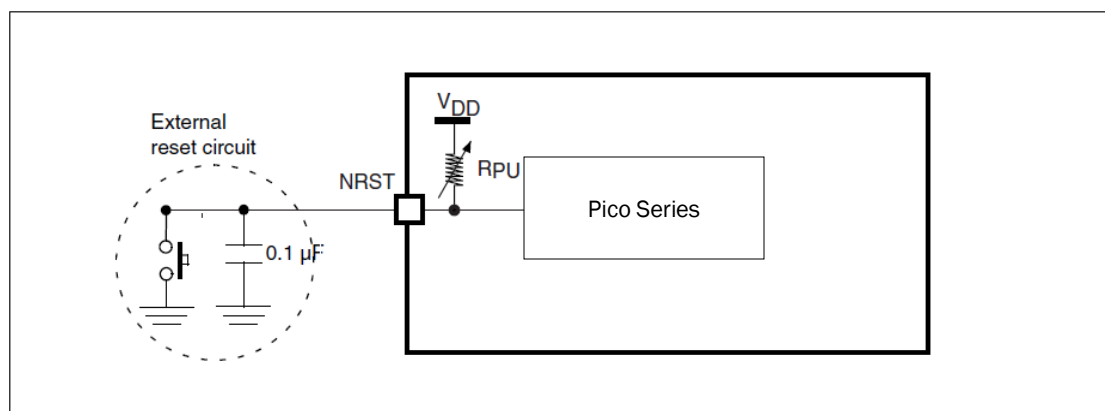 VDD
External
reset circuit
RPU
NRST
Pico Series
0.1 µF